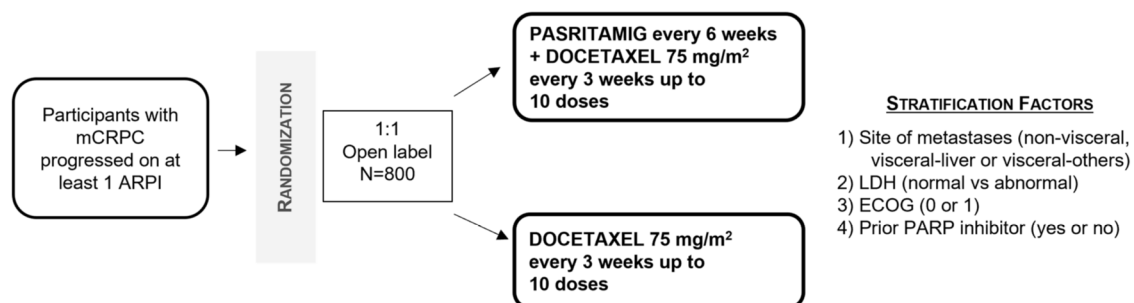 Participants with
mCRPC
progressed on at
least 1 ARPI
RANDOMIZATION
1:1
Open label
N=800
PASRITAMIG every 6 weeks
+ DOCETAXEL 75 mg/m²
every 3 weeks up to
10 doses
DOCETAXEL 75 mg/m²
every 3 weeks up to
10 doses
STRATIFICATION FACTORS
1) Site of metastases (non-visceral,
visceral-liver or visceral-others)
2) LDH (normal vs abnormal)
3) ECOG (0 or 1)
4) Prior PARP inhibitor (yes or no)